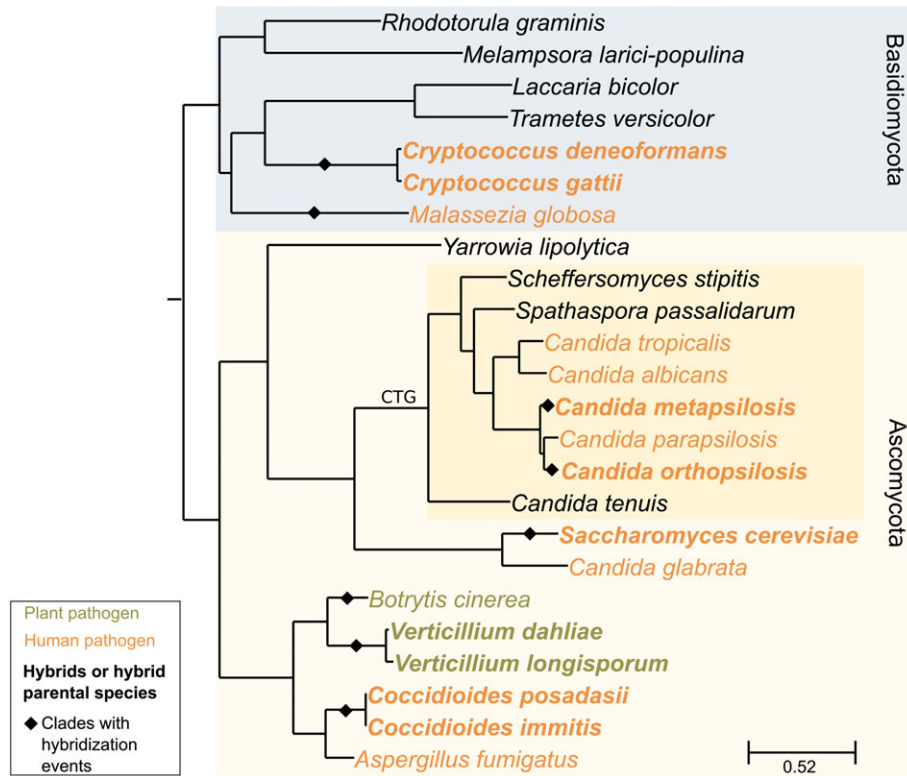 Rhodotorula graminis
Melampsora larici-populina
Laccaria bicolor
Trametes versicolor
Cryptococcus deneoformans
Cryptococcus gattii
Malassezia globosa
Basidiomycota
Yarrowia lipolytica
Scheffersomyces stipitis
Spathaspora passalidarum
Candida tropicalis
Candida albicans
CTG
Candida metapsilosis
Candida parapsilosis
Candida orthopsilosis
Candida tenuis
Saccharomyces cerevisiae
Candida glabrata
Ascomycota
Botrytis cinerea
Verticillium dahliae
Verticillium longisporum
Coccidioides posadasii
Coccidioides immitis
Aspergillus fumigatus
Plant pathogen
Human pathogen
Hybrids or hybrid
parental species
Clades with
hybridization
events
0.52